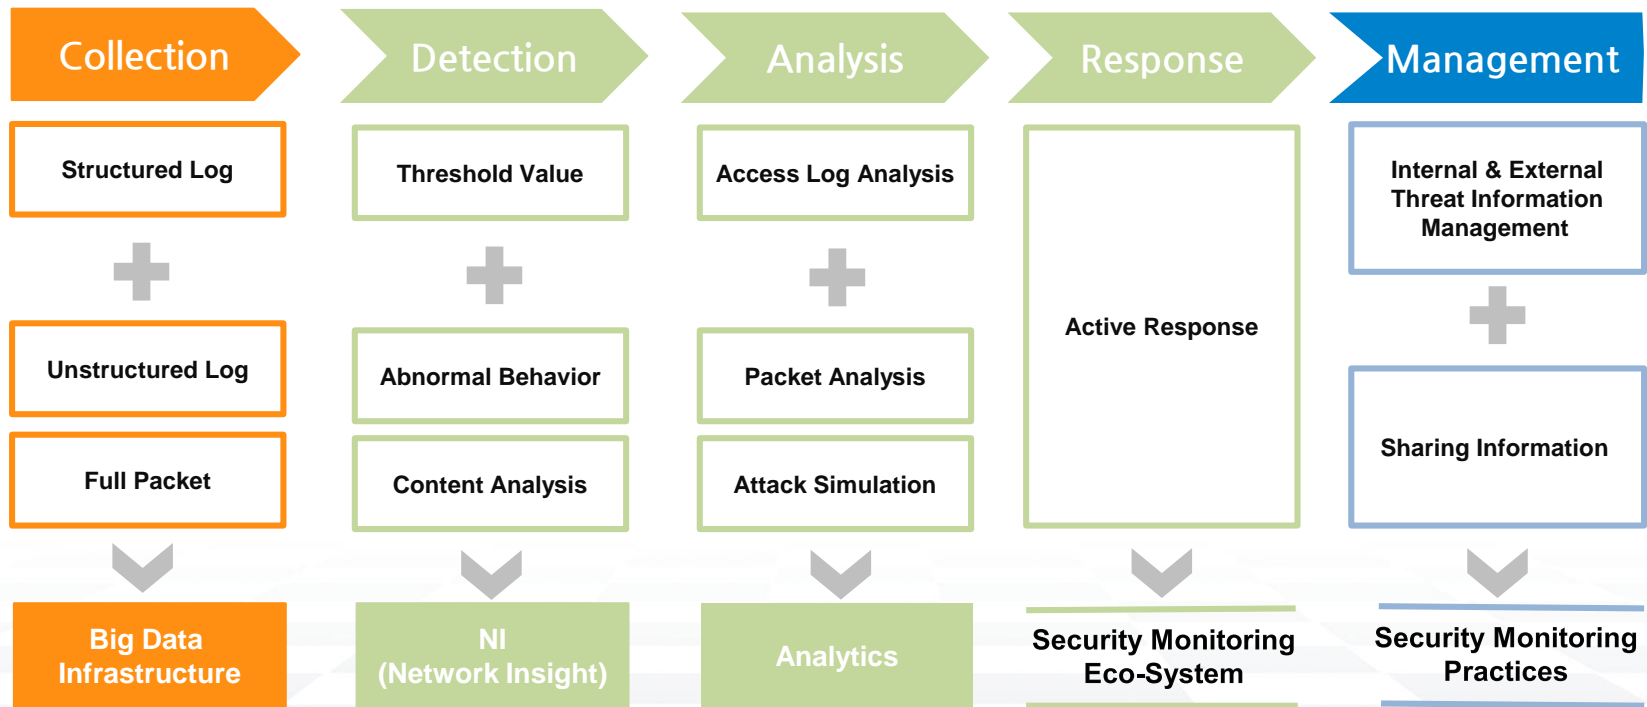 Collection
Detection
Analysis
Response
Management
Structured Log
Threshold Value
Access Log Analysis
Active Response
Internal & External
Threat Information
Management
Unstructured Log
Abnormal Behavior
Packet Analysis
Sharing Information
Full Packet
Content Analysis
Attack Simulation
Big Data
Infrastructure
NI
(Network Insight)
Analytics
Security Monitoring
Eco-System
Security Monitoring
Practices